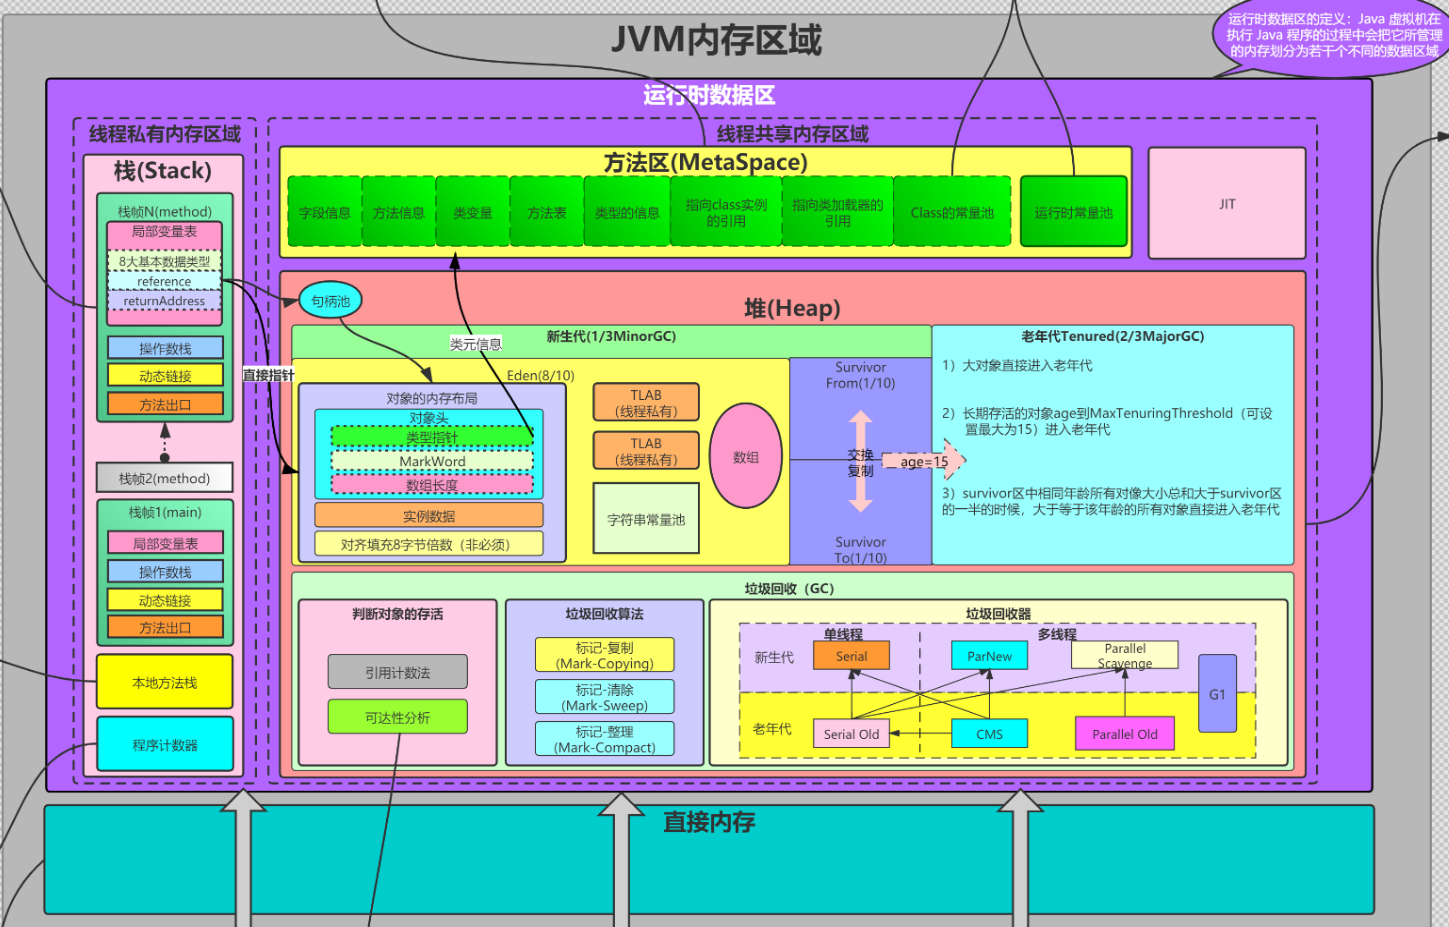 JVM内存区域
运行时数据区的定义：Java 虚拟机在
执行 Java 程序的过程中会把它所管理
的内存划分为若干个不同的数据区域
运行时数据区
线程私有内存区域
栈(Stack)
栈帧N(method)
局部变量表
8大基本数据类型
reference
returnAddress
操作数栈
动态链接
方法出口
栈帧2(method)
栈帧1(main)
局部变量表
操作数栈
动态链接
方法出口
本地方法栈
程序计数器
线程共享内存区域
方法区(MetaSpace)
字段信息
方法信息
类变量
方法表
类型的信息
指向class实例
的引用
指向类加载器的
引用
Class的常量池
运行时常量池
JIT
堆(Heap)
句柄池
直接指针
类元信息
新生代(1/3MinorGC)
Eden(8/10)
对象的内存布局
对象头
类型指针
MarkWord
数组长度
实例数据
对齐填充8字节倍数（非必须）
TLAB
（线程私有）
TLAB
（线程私有）
字符串常量池
数组
Survivor
From(1/10)
交换
复制
Survivor
To(1/10)
age=15
老年代Tenured(2/3MajorGC)
1）大对象直接进入老年代
2）长期存活的对象age到MaxTenuringThreshold（可设
置最大为15）进入老年代
3）survivor区中相同年龄所有对像大小总和大于survivor区
的一半的时候，大于等于该年龄的所有对象直接进入老年代
垃圾回收（GC）
判断对象的存活
引用计数法
可达性分析
垃圾回收算法
标记-复制
(Mark-Copying)
标记-清除
(Mark-Sweep)
标记-整理
(Mark-Compact)
垃圾回收器
单线程
多线程
新生代
Serial
ParNew
Parallel
Scavenge
G1
老年代
Serial Old
CMS
Parallel Old
直接内存